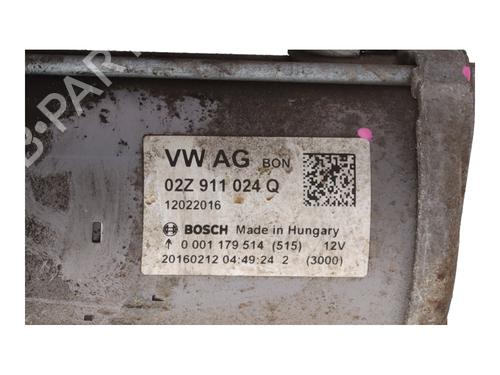 VW AG BON
02Z 911 024 Q
12022016
BOSCH Made in Hungary
↑ 0 001 179 514 (515) 12V
20160212 04:49:24 2 (3000)
B-PARTS